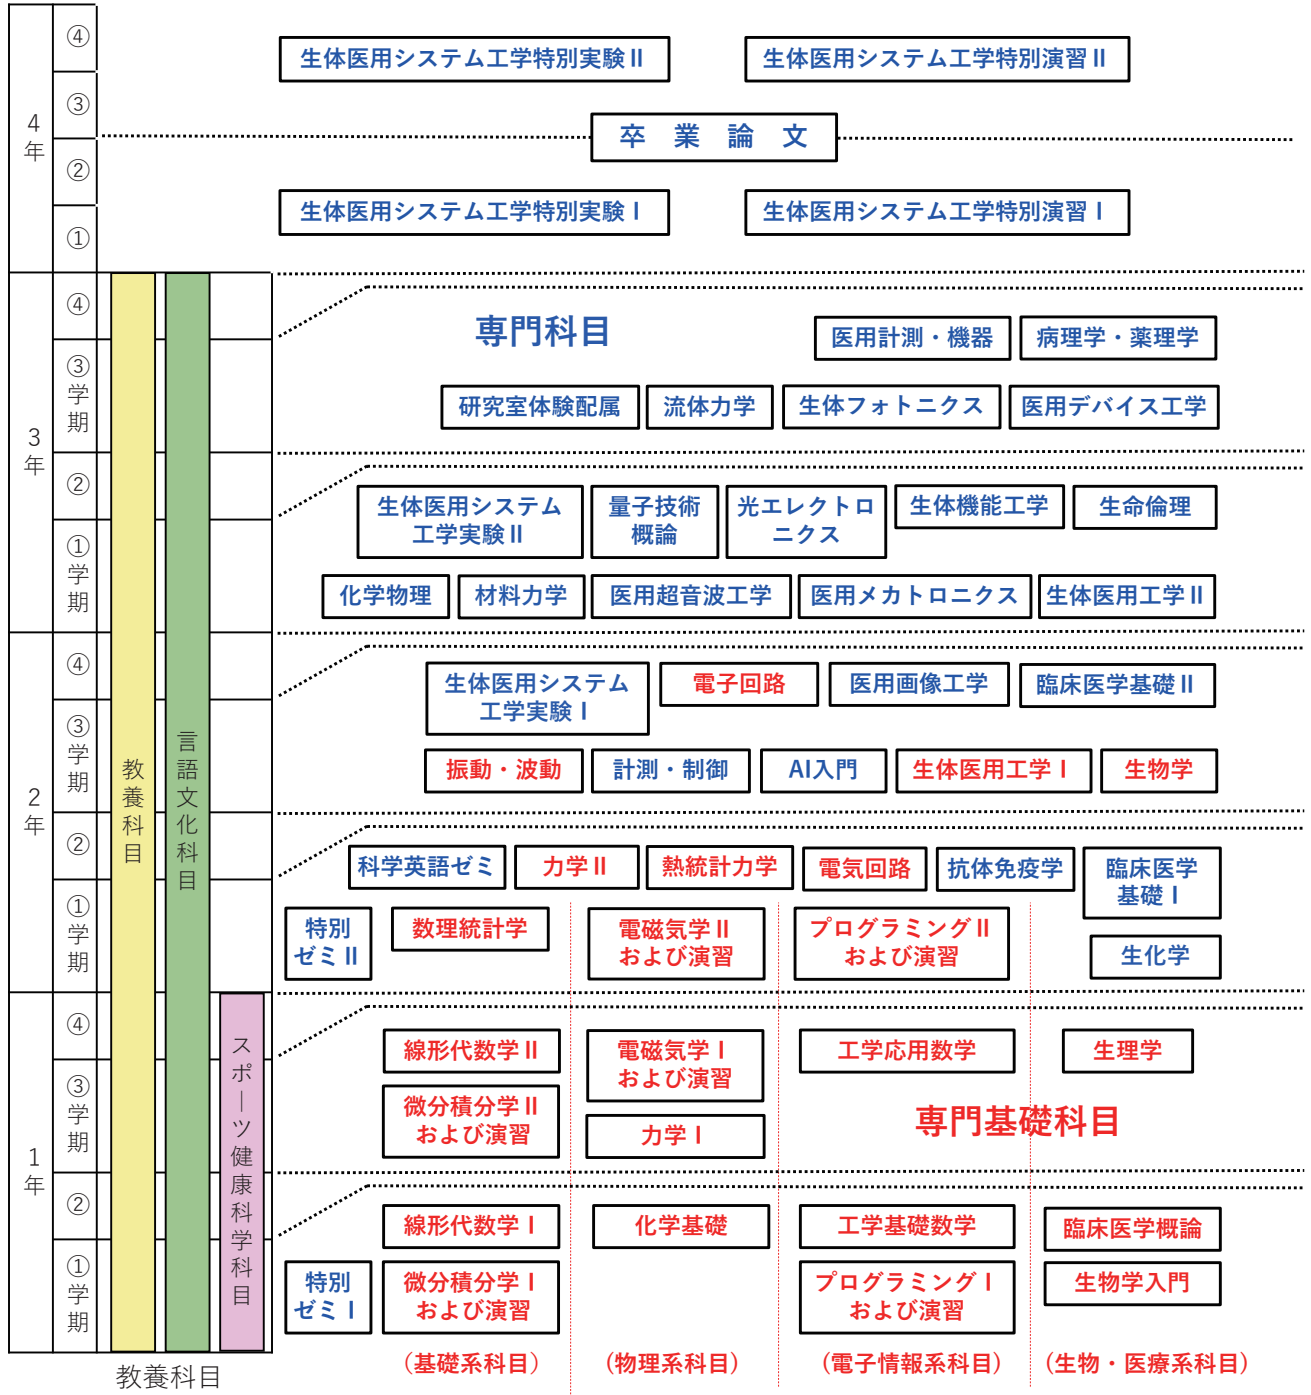 4
年
④
③
②
①
生体医用システム工学特別実験Ⅱ
生体医用システム工学特別演習Ⅱ
卒　業　論　文
生体医用システム工学特別実験Ⅰ
生体医用システム工学特別演習Ⅰ
3
年
④
③
学
期
②
①
学
期
専門科目
医用計測・機器
病理学・薬理学
研究室体験配属
流体力学
生体フォトニクス
医用デバイス工学
生体医用システム
工学実験Ⅱ
量子技術
概論
光エレクトロ
ニクス
生体機能工学
生命倫理
化学物理
材料力学
医用超音波工学
医用メカトロニクス
生体医用工学Ⅱ
2
年
④
③
学
期
②
①
学
期
生体医用システム
工学実験Ⅰ
電子回路
医用画像工学
臨床医学基礎Ⅱ
振動・波動
計測・制御
AI入門
生体医用工学Ⅰ
生物学
科学英語ゼミ
力学Ⅱ
熱統計力学
電気回路
抗体免疫学
臨床医学
基礎Ⅰ
特別
ゼミⅡ
数理統計学
電磁気学Ⅱ
および演習
プログラミングⅡ
および演習
生化学
1
年
④
③
学
期
②
①
学
期
線形代数学Ⅱ
電磁気学Ⅰ
および演習
工学応用数学
生理学
微分積分学Ⅱ
および演習
力学Ⅰ
専門基礎科目
線形代数学Ⅰ
化学基礎
工学基礎数学
臨床医学概論
特別
ゼミⅠ
微分積分学Ⅰ
および演習
プログラミングⅠ
および演習
生物学入門
教養科目
言語文化科目
スポーツ健康科学科目
教養科目
（基礎系科目）
（物理系科目）
（電子情報系科目）
（生物・医療系科目）